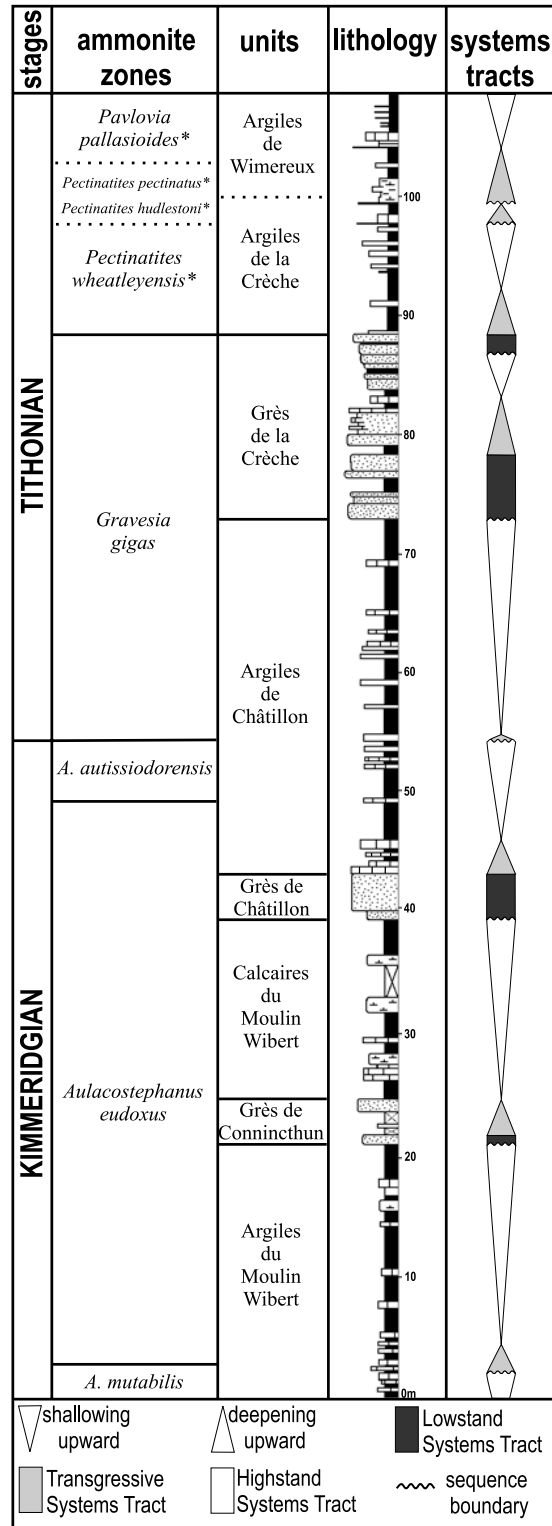 stages
ammonite
zones
units
lithology
systems
tracts
TITHONIAN
KIMMERIDGIAN
Pavlovia
pallasioides*
Pectinatites pectinatus*
Pectinatites hudlestoni*
Pectinatites
wheatleyensis*
Gravesia
gigas
A. autissiodorensis
Aulacostephanus
eudoxus
A. mutabilis
Argiles
de
Wimereux
Argiles
de la
Crèche
Grès
de la
Crèche
Argiles
de
Châtillon
Grès de
Châtillon
Calcaires
du
Moulin
Wibert
Grès de
Connincthun
Argiles
du
Moulin
Wibert
100
90
80
70
60
50
40
30
20
10
0m
shallowing
upward
deepening
upward
Lowstand
Systems Tract
Transgressive
Systems Tract
Highstand
Systems Tract
sequence
boundary